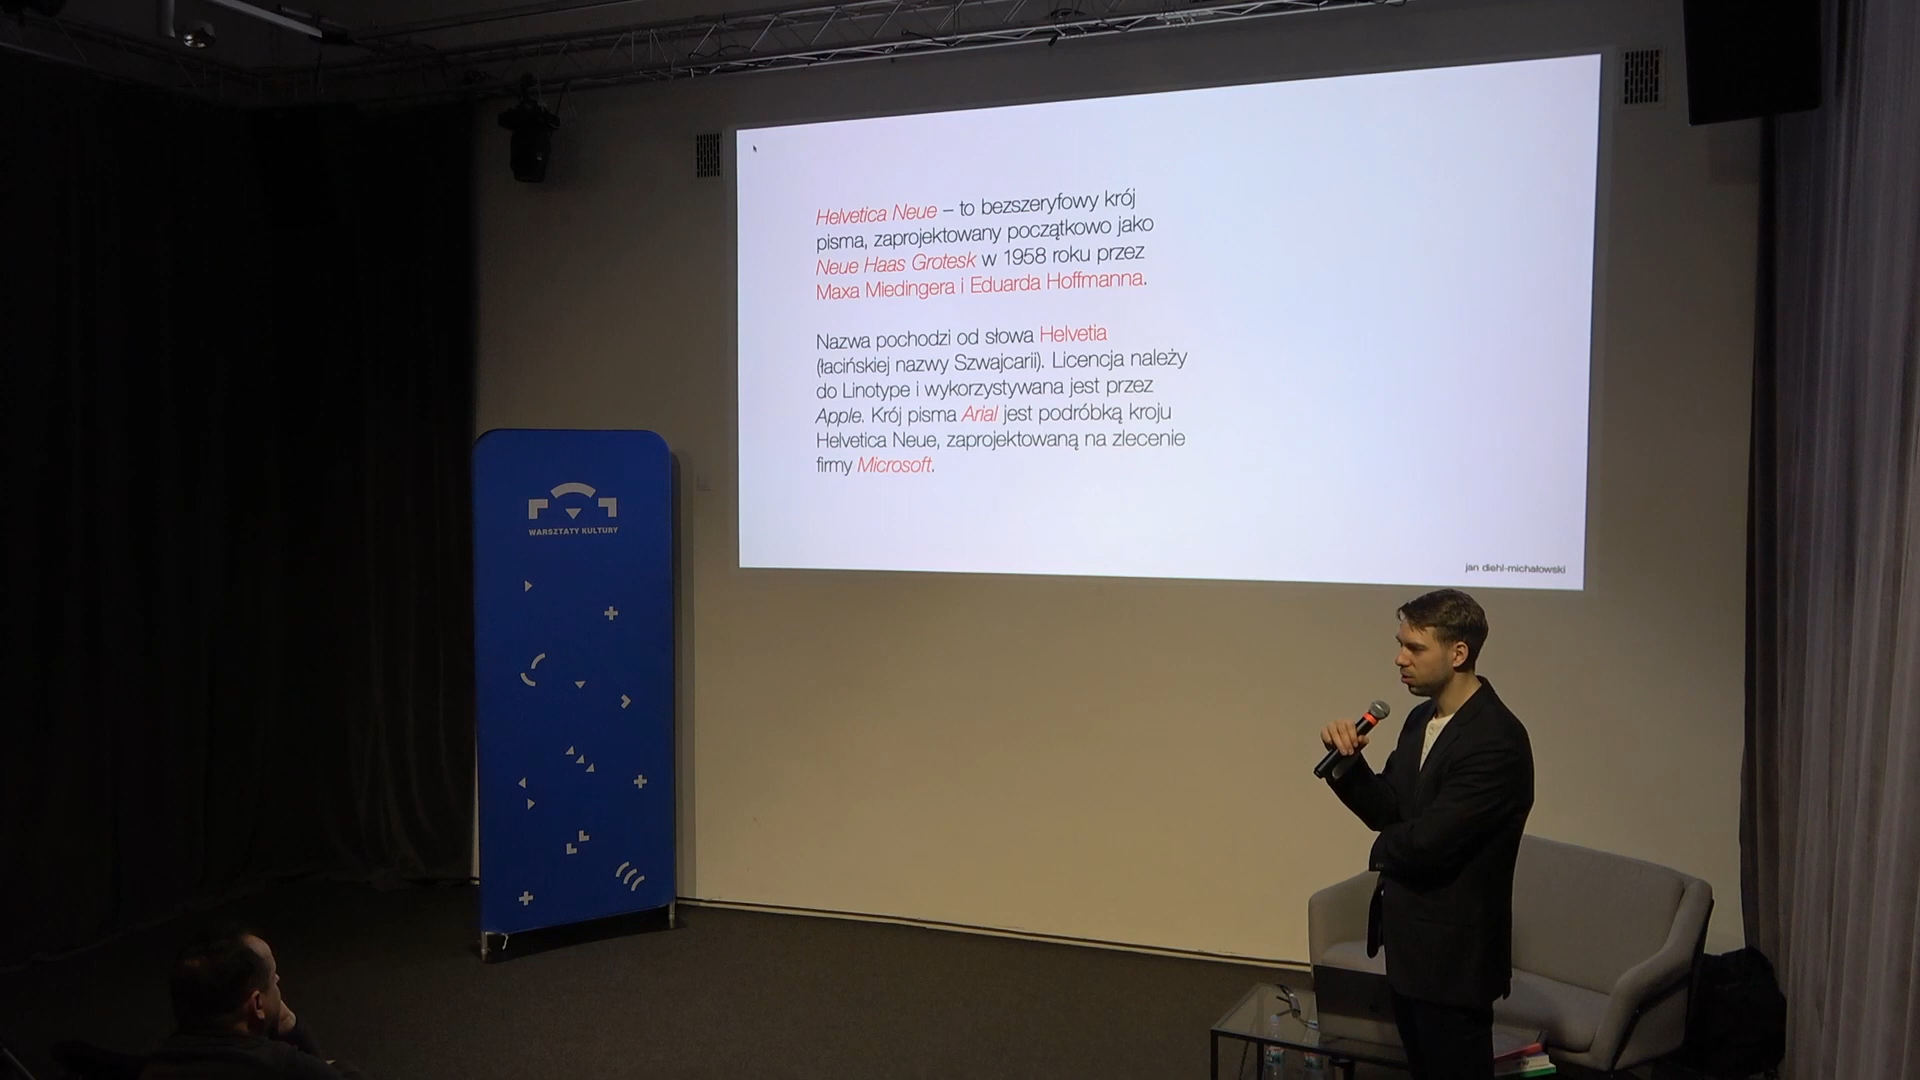 Helvetica Neue – to bezszeryfowy krój
pisma, zaprojektowany początkowo jako
Neue Haas Grotesk w 1958 roku przez
Maxa Miedingera i Eduarda Hoffmanna.
Nazwa pochodzi od słowa Helvetia
(łacińskiej nazwy Szwajcarii). Licencja należy
do Linotype i wykorzystywana jest przez
Apple. Krój pisma Arial jest podróbką kroju
Helvetica Neue, zaprojektowaną na zlecenie
firmy Microsoft.
jan diehl-michałowski
WARSZTATY KULTURY